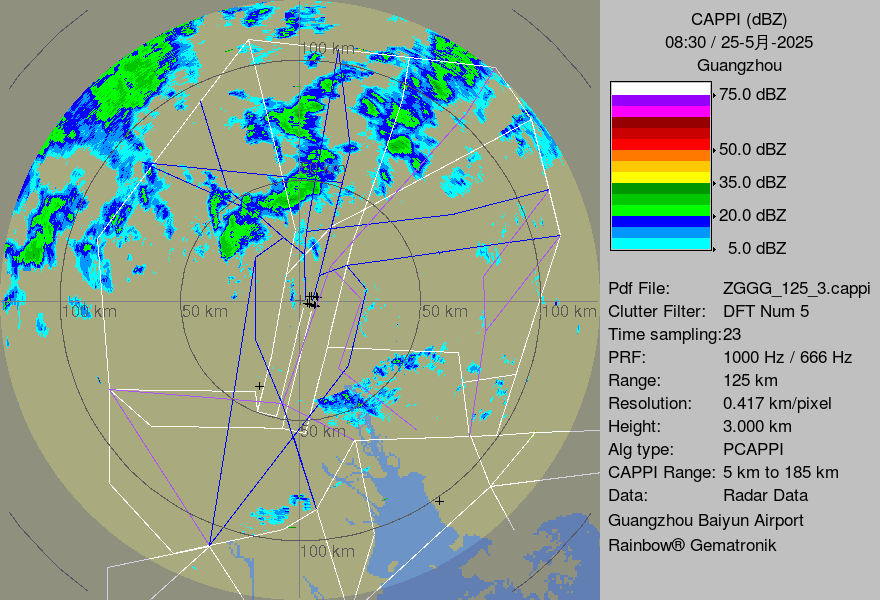 CAPPI (dBZ)
08:30 / 25-5月-2025
Guangzhou
75.0 dBZ
50.0 dBZ
35.0 dBZ
20.0 dBZ
5.0 dBZ
Pdf File: ZGGG_125_3.cappi
Clutter Filter: DFT Num 5
Time sampling:23
PRF: 1000 Hz / 666 Hz
Range: 125 km
Resolution: 0.417 km/pixel
Height: 3.000 km
Alg type: PCAPPI
CAPPI Range: 5 km to 185 km
Data: Radar Data
Guangzhou Baiyun Airport
Rainbow® Gematronik
100 km
100 km
50 km
50 km
100 km
50 km
100 km